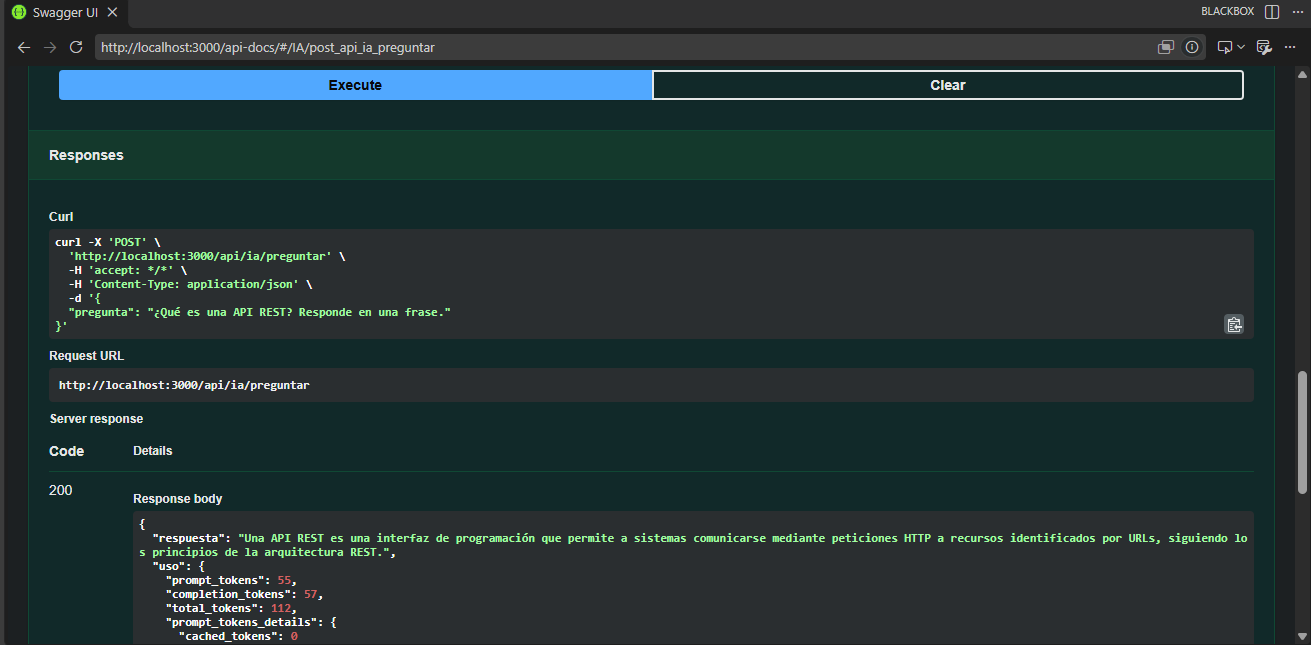 Swagger UI
BLACKBOX
http://localhost:3000/api-docs/#/IA/post_api_ia_preguntar
Execute
Clear
Responses
Curl
curl -X 'POST' \
  'http://localhost:3000/api/ia/preguntar' \
  -H 'accept: */*' \
  -H 'Content-Type: application/json' \
  -d '{
  "pregunta": "¿Qué es una API REST? Responde en una frase."
}'
Request URL
http://localhost:3000/api/ia/preguntar
Server response
Code Details
200
Response body
{
  "respuesta": "Una API REST es una interfaz de programación que permite a sistemas comunicarse mediante peticiones HTTP a recursos identificados por URLs, siguiendo lo
s principios de la arquitectura REST.",
  "uso": {
    "prompt_tokens": 55,
    "completion_tokens": 57,
    "total_tokens": 112,
    "prompt_tokens_details": {
      "cached_tokens": 0